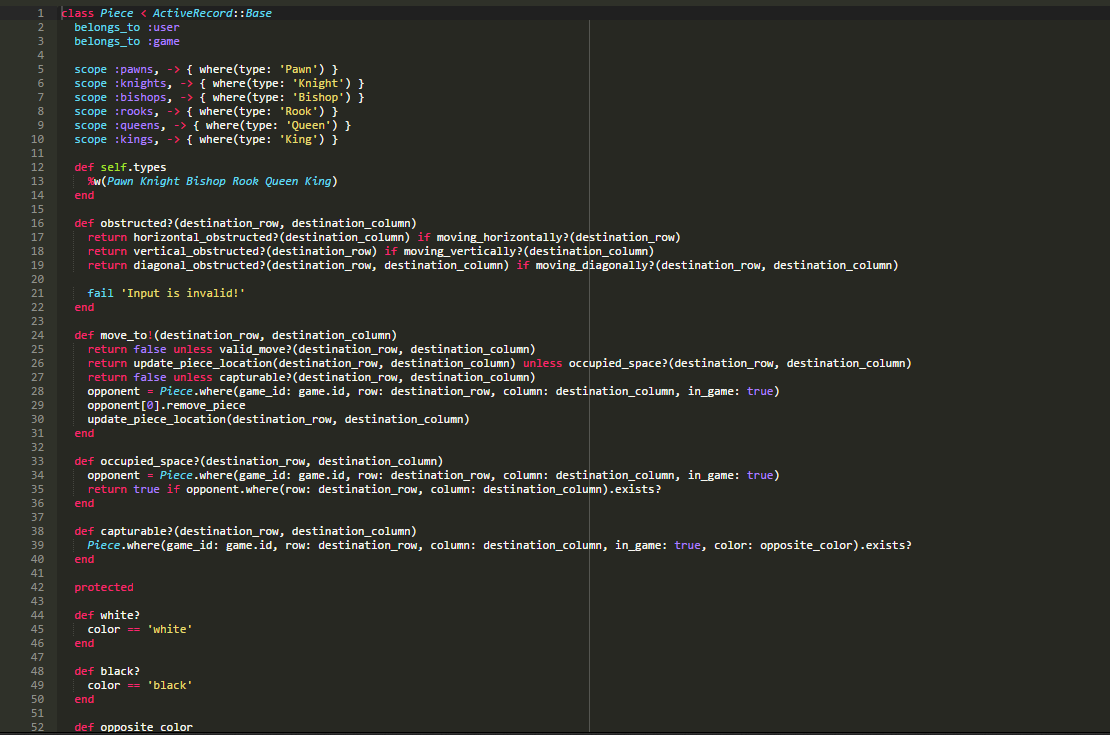 1 class Piece < ActiveRecord::Base
2   belongs_to :user
3   belongs_to :game
4
5   scope :pawns, -> { where(type: 'Pawn') }
6   scope :knights, -> { where(type: 'Knight') }
7   scope :bishops, -> { where(type: 'Bishop') }
8   scope :rooks, -> { where(type: 'Rook') }
9   scope :queens, -> { where(type: 'Queen') }
10   scope :kings, -> { where(type: 'King') }
11
12   def self.types
13     %w(Pawn Knight Bishop Rook Queen King)
14   end
15
16   def obstructed?(destination_row, destination_column)
17     return horizontal_obstructed?(destination_column) if moving_horizontally?(destination_row)
18     return vertical_obstructed?(destination_row) if moving_vertically?(destination_column)
19     return diagonal_obstructed?(destination_row, destination_column) if moving_diagonally?(destination_row, destination_column)
20
21     fail 'Input is invalid!'
22   end
23
24   def move_to!(destination_row, destination_column)
25     return false unless valid_move?(destination_row, destination_column)
26     return update_piece_location(destination_row, destination_column) unless occupied_space?(destination_row, destination_column)
27     return false unless capturable?(destination_row, destination_column)
28     opponent = Piece.where(game_id: game.id, row: destination_row, column: destination_column, in_game: true)
29     opponent[0].remove_piece
30     update_piece_location(destination_row, destination_column)
31   end
32
33   def occupied_space?(destination_row, destination_column)
34     opponent = Piece.where(game_id: game.id, row: destination_row, column: destination_column, in_game: true)
35     return true if opponent.where(row: destination_row, column: destination_column).exists?
36   end
37
38   def capturable?(destination_row, destination_column)
39     Piece.where(game_id: game.id, row: destination_row, column: destination_column, in_game: true, color: opposite_color).exists?
40   end
41
42   protected
43
44   def white?
45     color == 'white'
46   end
47
48   def black?
49     color == 'black'
50   end
51
52   def opposite_color